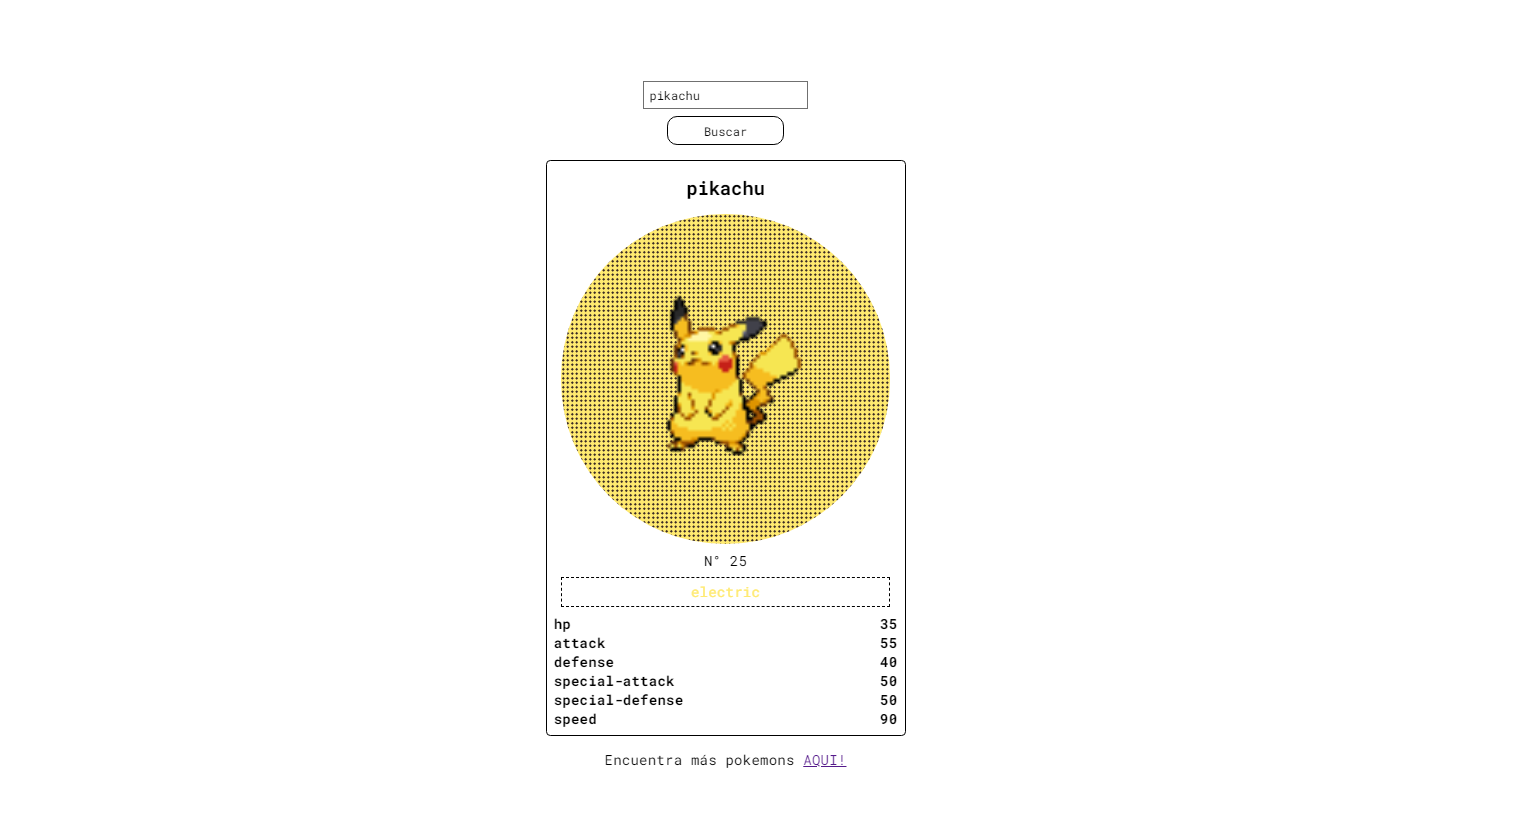 pikachu
Buscar
pikachu
N° 25
electric
hp 35
attack 55
defense 40
special-attack 50
special-defense 50
speed 90
Encuentra más pokemons AQUI!